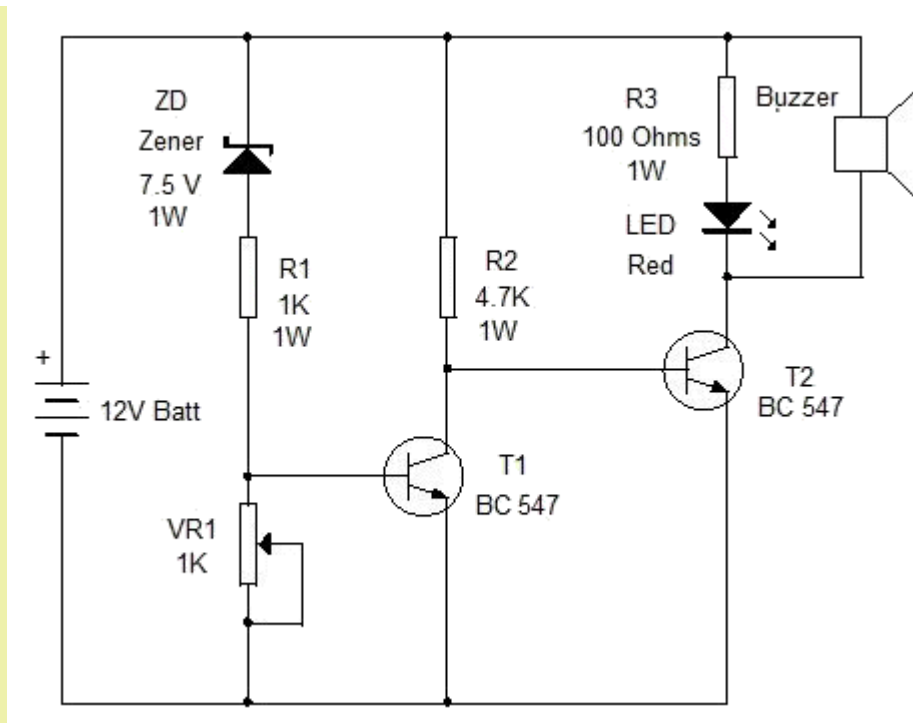 ZD
Zener
7.5 V
1W
R1
1K
1W
VR1
1K
+
12V Batt
R2
4.7K
1W
T1
BC 547
R3
100 Ohms
1W
LED
Red
Buzzer
T2
BC 547